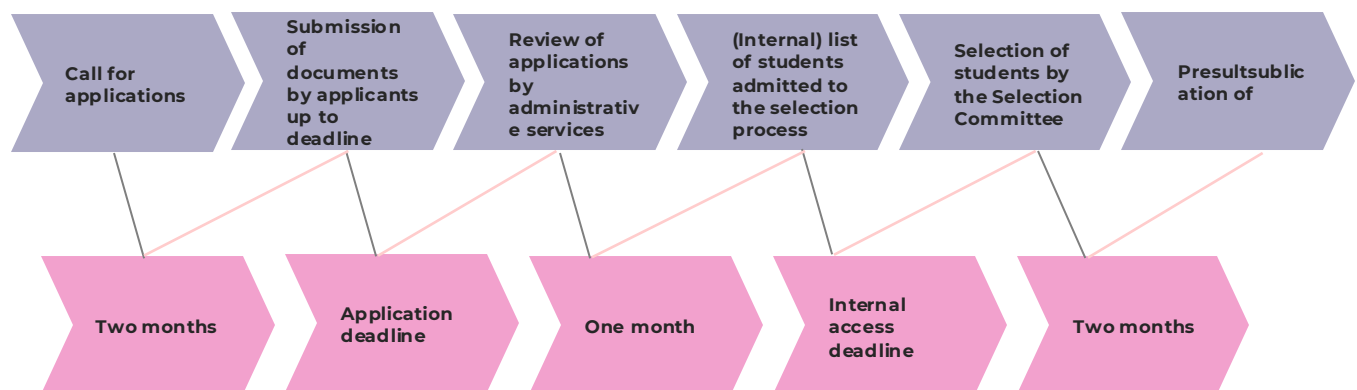 Call for
applications
Submission
of
documents
by applicants
up to
deadline
Review of
applications
by
administrativ
e services
(Internal) list
of students
admitted to
the selection
process
Selection of
students by
the Selection
Committee
Presultsublic
ation of
Two months
Application
deadline
One month
Internal
access
deadline
Two months